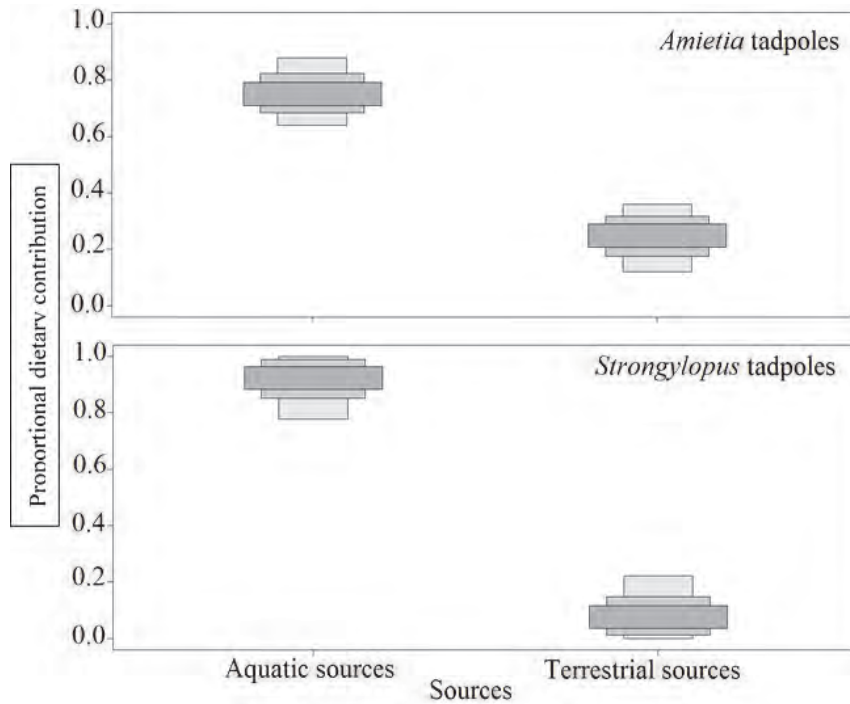 Proportional dietary contribution
1.0
0.8
0.6
0.4
0.2
0.0
Amietia tadpoles
1.0
0.8
0.6
0.4
0.2
0.0
Strongylopus tadpoles
Aquatic sources
Terrestrial sources
Sources